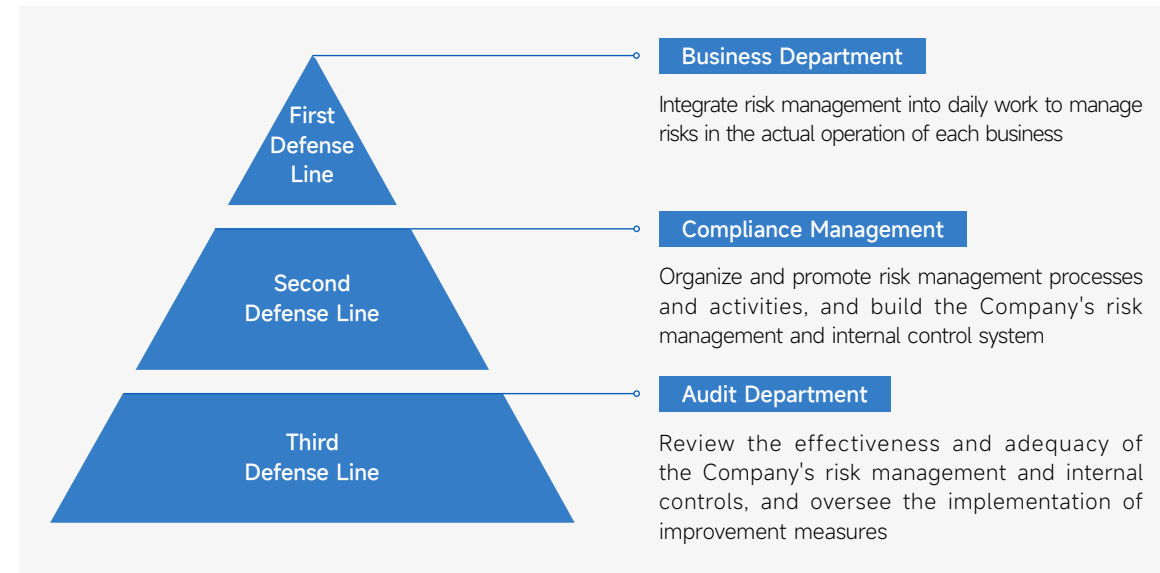 First
Defense
Line
Business Department
Integrate risk management into daily work to manage
risks in the actual operation of each business
Second
Defense Line
Compliance Management
Organize and promote risk management processes
and activities, and build the Company's risk
management and internal control system
Third
Defense Line
Audit Department
Review the effectiveness and adequacy of
the Company's risk management and internal
controls, and oversee the implementation of
improvement measures